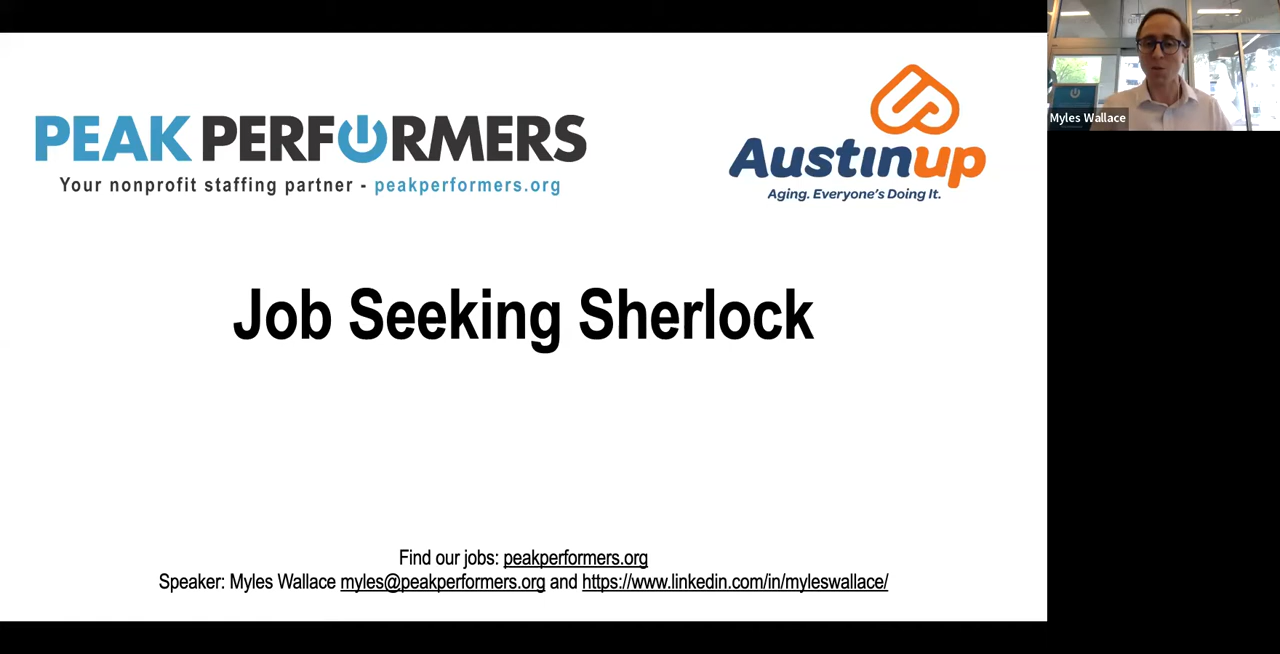 PEAK PERFORMERS
Your nonprofit staffing partner - peakperformers.org
Austinup
Aging. Everyone's Doing It.
Myles Wallace
Job Seeking Sherlock
Find our jobs: peakperformers.org
Speaker: Myles Wallace myles@peakperformers.org and https://www.linkedin.com/in/myleswallace/